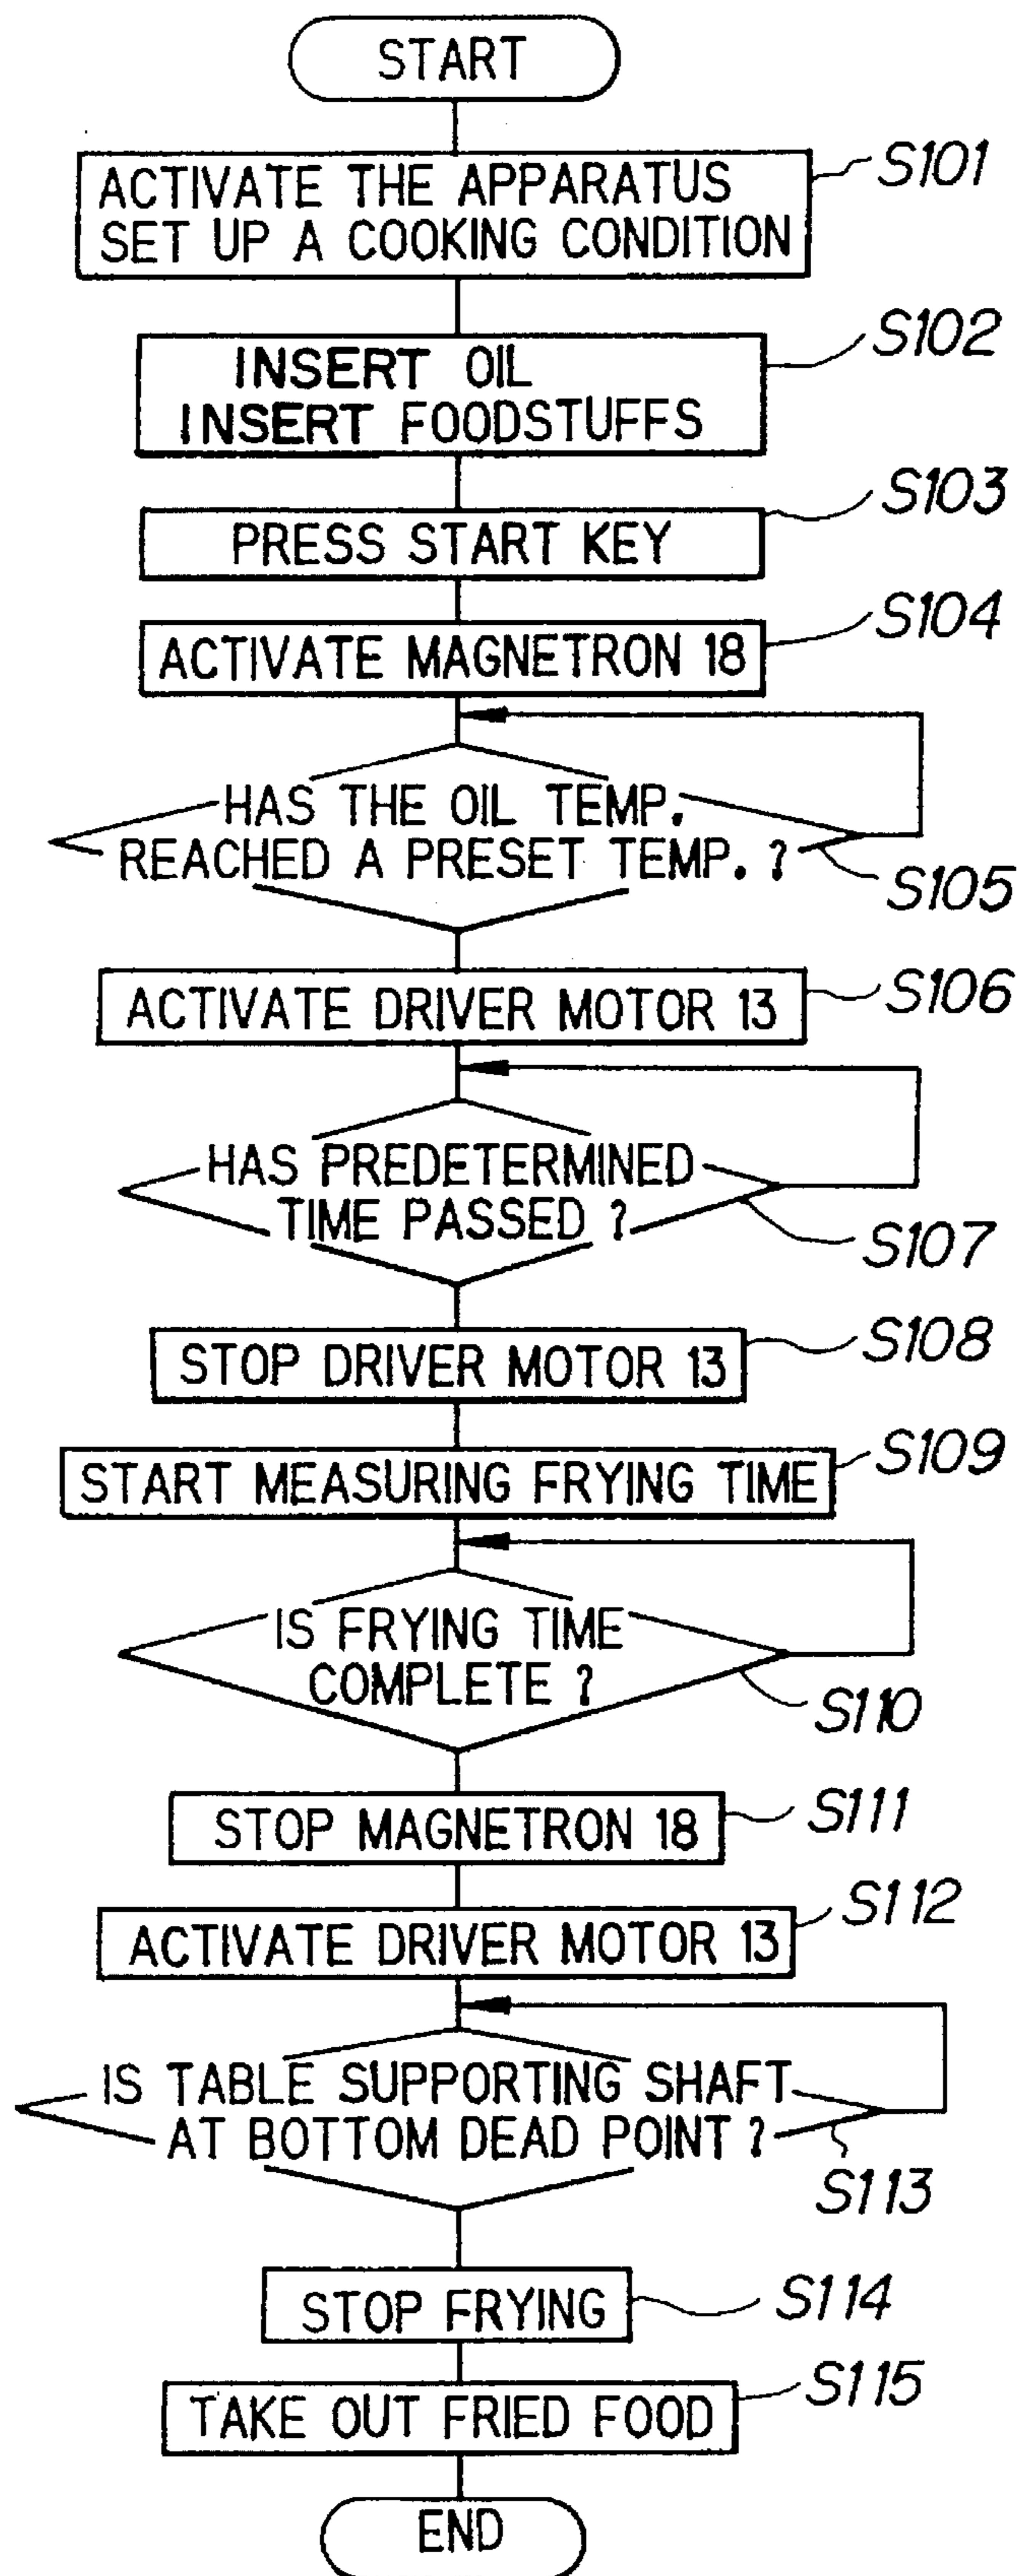 START
ACTIVATE THE APPARATUS
SET UP A COOKING CONDITION
S101
INSERT OIL
INSERT FOODSTUFFS
S102
PRESS START KEY
S103
ACTIVATE MAGNETRON 18
S104
HAS THE OIL TEMP.
REACHED A PRESET TEMP. ?
S105
ACTIVATE DRIVER MOTOR 13
S106
HAS PREDETERMINED
TIME PASSED ?
S107
STOP DRIVER MOTOR 13
S108
START MEASURING FRYING TIME
S109
IS FRYING TIME
COMPLETE ?
S110
STOP MAGNETRON 18
S111
ACTIVATE DRIVER MOTOR 13
S112
IS TABLE SUPPORTING SHAFT
AT BOTTOM DEAD POINT ?
S113
STOP FRYING
S114
TAKE OUT FRIED FOOD
S115
END